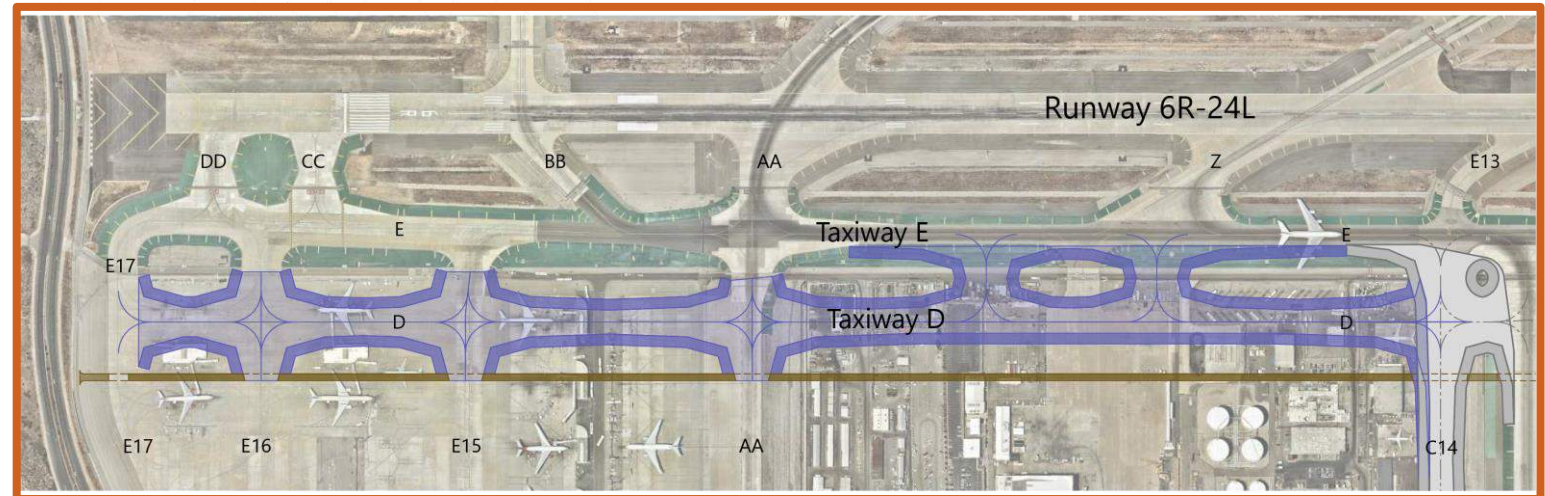 Runway 6R-24L
DD
CC
BB
AA
Z
E13
E
Taxiway E
E
E17
D
Taxiway D
D
E17
E16
E15
AA
C14